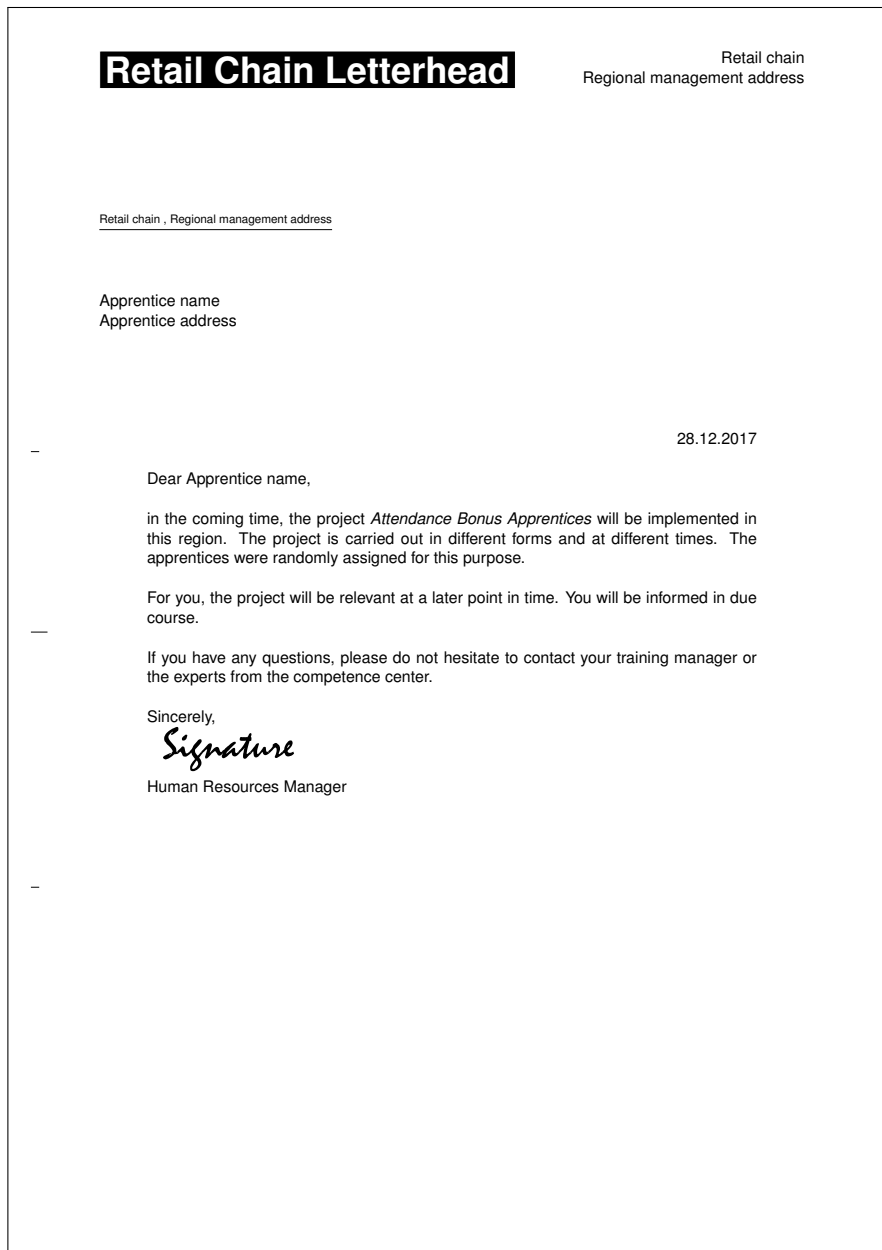 Retail Chain Letterhead
Retail chain
Regional management address
Retail chain , Regional management address
Apprentice name
Apprentice address
28.12.2017
Dear Apprentice name,
in the coming time, the project Attendance Bonus Apprentices will be implemented in
this region. The project is carried out in different forms and at different times. The
apprentices were randomly assigned for this purpose.
For you, the project will be relevant at a later point in time. You will be informed in due
course.
If you have any questions, please do not hesitate to contact your training manager or
the experts from the competence center.
Sincerely,
Signature
Human Resources Manager